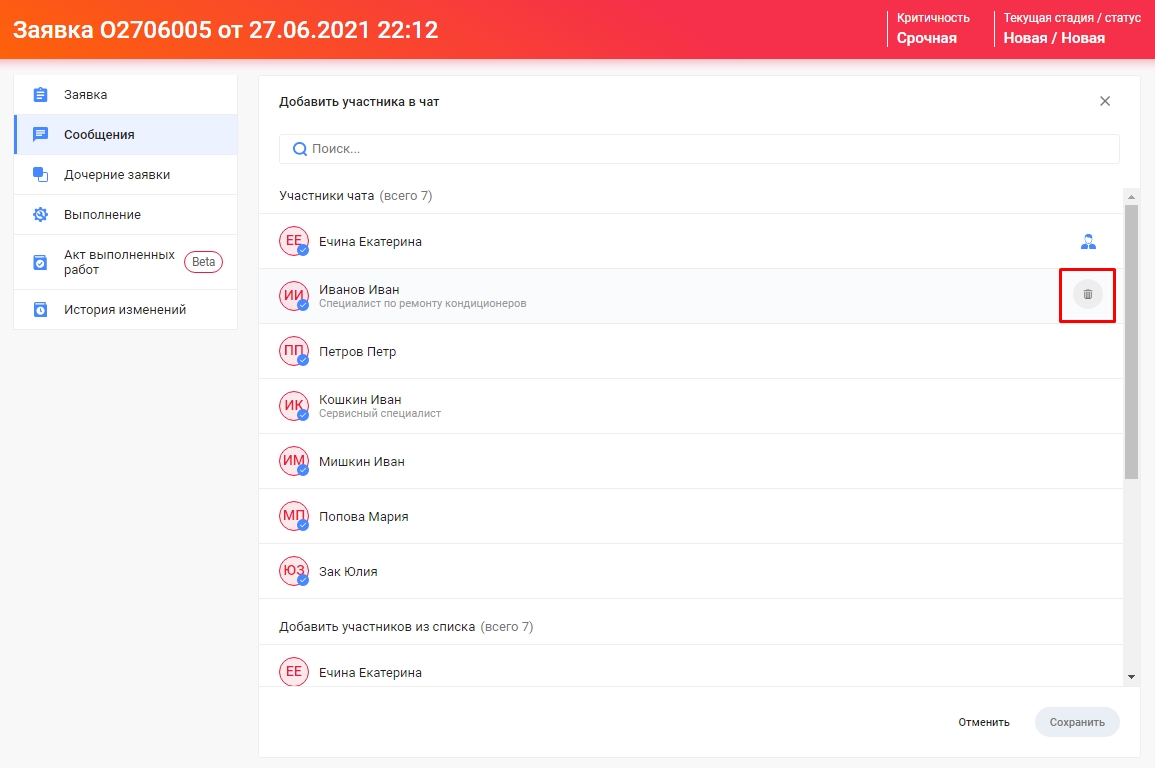 Заявка О2706005 от 27.06.2021 22:12
Критичность
Срочная
Текущая стадия / статус
Новая / Новая
Заявка
Сообщения
Дочерние заявки
Выполнение
Акт выполненных
работ
Beta
История изменений
Добавить участника в чат
Поиск...
Участники чата (всего 7)
ЕЕ
Ечина Екатерина
ИИ
Иванов Иван
Специалист по ремонту кондиционеров
ПП
Петров Петр
ИК
Кошкин Иван
Сервисный специалист
ИМ
Мишкин Иван
МП
Попова Мария
ЮЗ
Зак Юлия
Добавить участников из списка (всего 7)
ЕЕ
Ечина Екатерина
Отменить
Сохранить